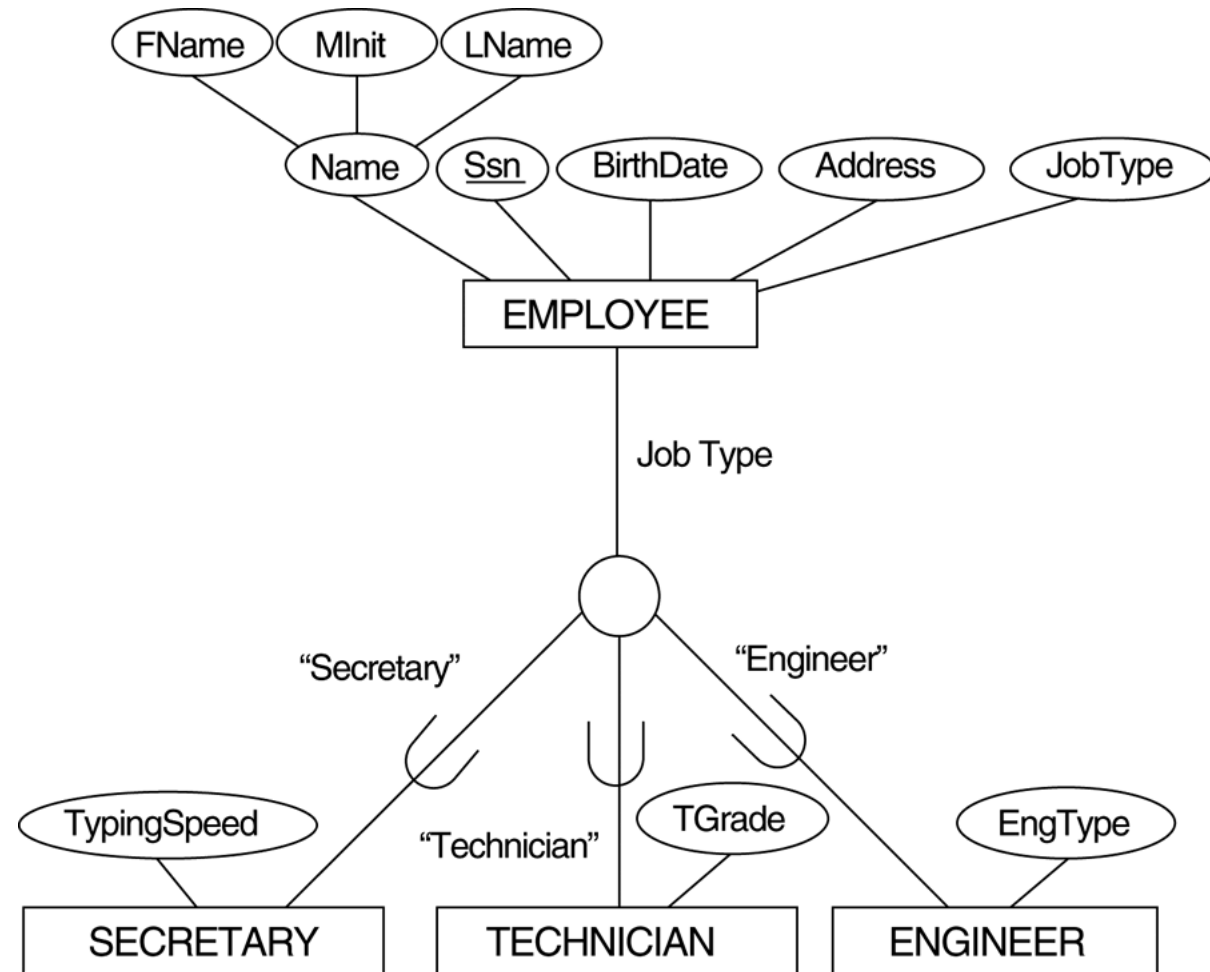 FName
MInit
LName
Name
Ssn
BirthDate
Address
JobType
EMPLOYEE
Job Type
“Secretary”
“Engineer”
“Technician”
TypingSpeed
TGrade
EngType
SECRETARY
TECHNICIAN
ENGINEER